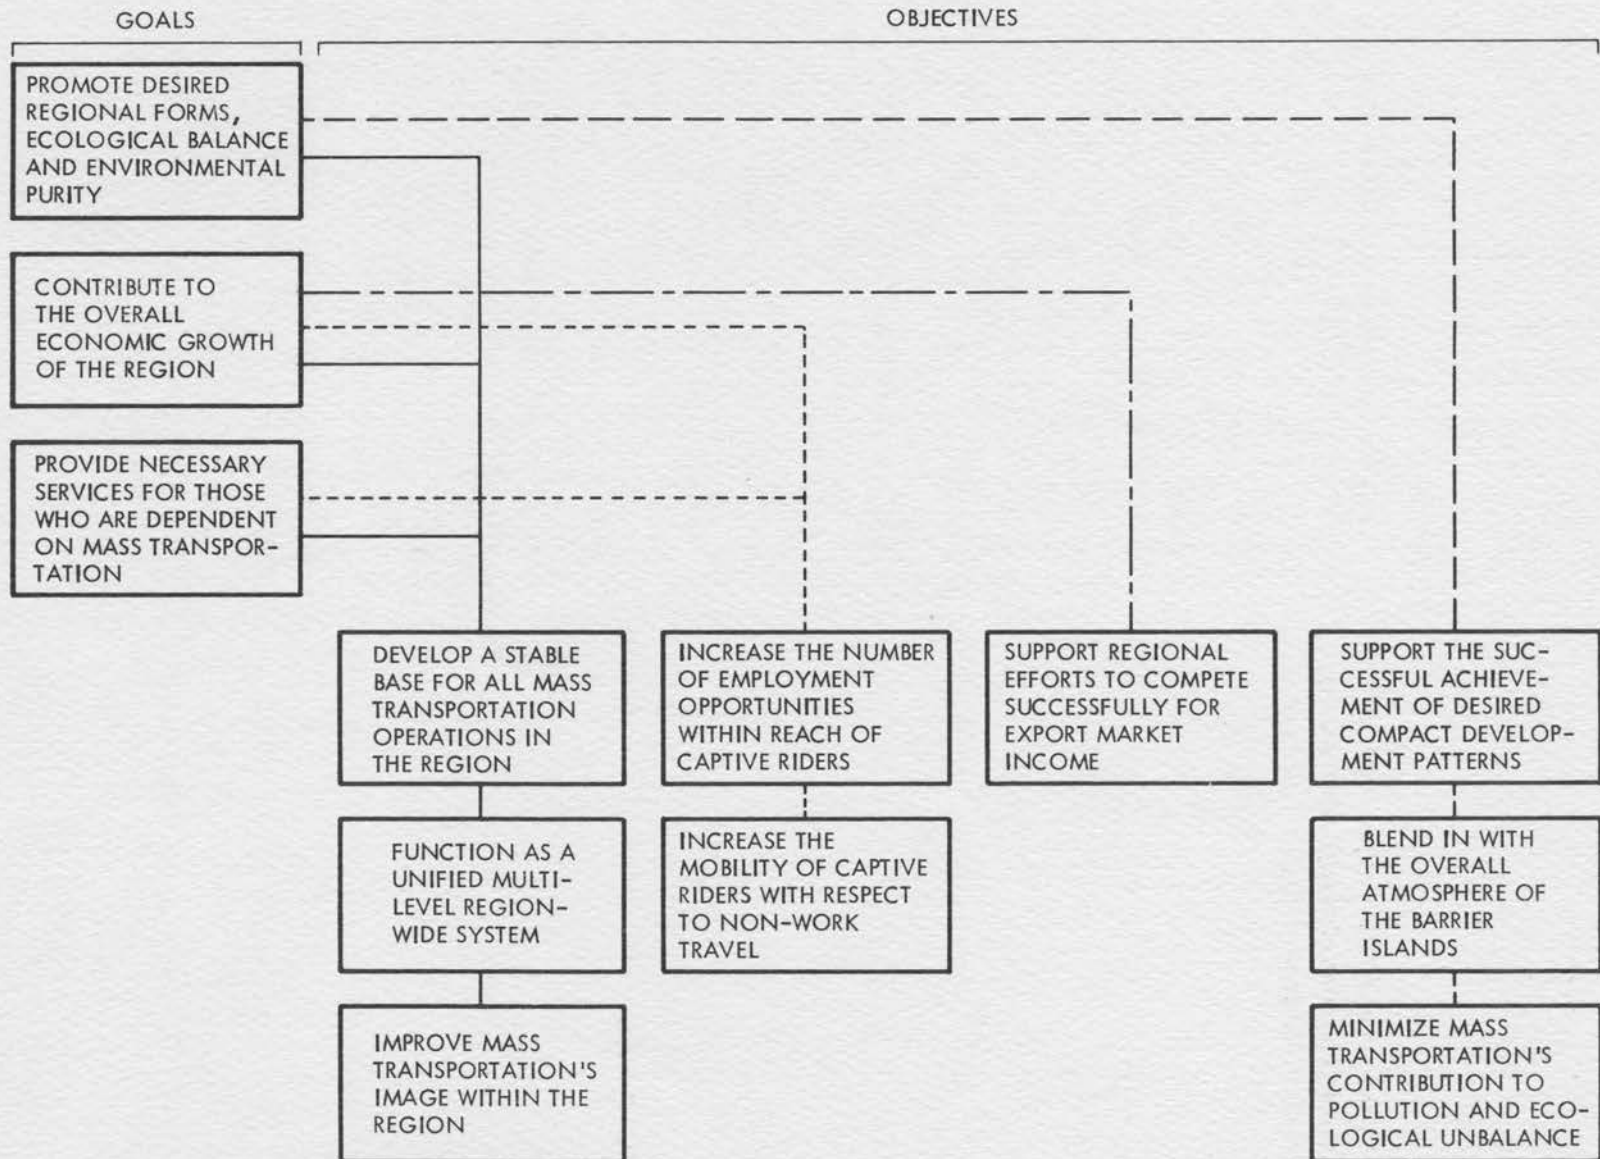 GOALS
OBJECTIVES
PROMOTE DESIRED
REGIONAL FORMS,
ECOLOGICAL BALANCE
AND ENVIRONMENTAL
PURITY
CONTRIBUTE TO
THE OVERALL
ECONOMIC GROWTH
OF THE REGION
PROVIDE NECESSARY
SERVICES FOR THOSE
WHO ARE DEPENDENT
ON MASS TRANSPOR-
TATION
DEVELOP A STABLE
BASE FOR ALL MASS
TRANSPORTATION
OPERATIONS IN
THE REGION
FUNCTION AS A
UNIFIED MULTI-
LEVEL REGION-
WIDE SYSTEM
IMPROVE MASS
TRANSPORTATION'S
IMAGE WITHIN THE
REGION
INCREASE THE NUMBER
OF EMPLOYMENT
OPPORTUNITIES
WITHIN REACH OF
CAPTIVE RIDERS
INCREASE THE
MOBILITY OF CAPTIVE
RIDERS WITH RESPECT
TO NON-WORK
TRAVEL
SUPPORT REGIONAL
EFFORTS TO COMPETE
SUCCESSFULLY FOR
EXPORT MARKET
INCOME
SUPPORT THE SUC-
CESSFUL ACHIEVE-
MENT OF DESIRED
COMPACT DEVELOP-
MENT PATTERNS
BLEND IN WITH
THE OVERALL
ATMOSPHERE OF
THE BARRIER
ISLANDS
MINIMIZE MASS
TRANSPORTATION'S
CONTRIBUTION TO
POLLUTION AND ECO-
LOGICAL UNBALANCE